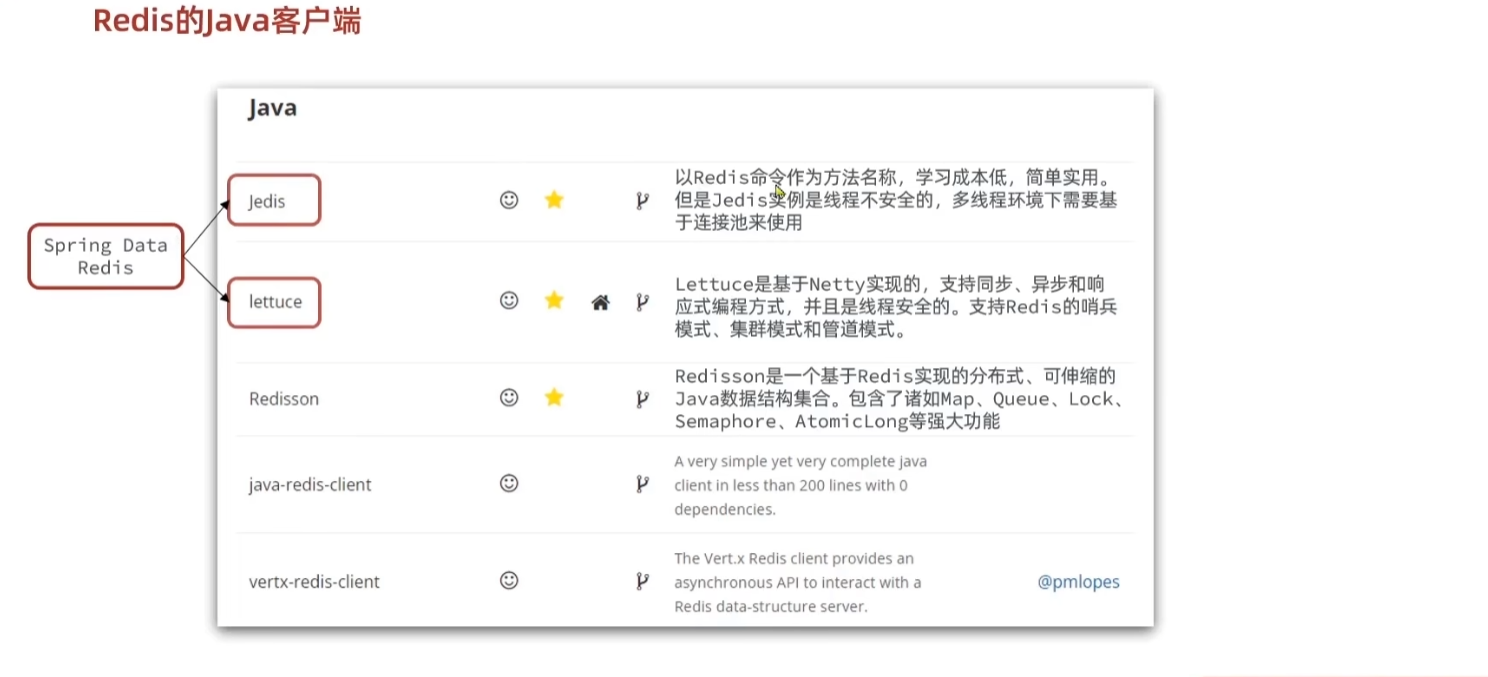 Redis的Java客户端
Java
Spring Data
Redis
Jedis
以Redis命令作为方法名称，学习成本低，简单实用。
但是Jedis实例是线程不安全的，多线程环境下需要基
于连接池来使用
lettuce
Lettuce是基于Netty实现的，支持同步、异步和响
应式编程方式，并且是线程安全的。支持Redis的哨兵
模式、集群模式和管道模式。
Redisson
Redisson是一个基于Redis实现的分布式、可伸缩的
Java数据结构集合。包含了诸如Map、Queue、Lock、
Semaphore、AtomicLong等强大功能
java-redis-client
A very simple yet very complete java
client in less than 200 lines with 0
dependencies.
vertx-redis-client
The Vert.x Redis client provides an
asynchronous API to interact with a
Redis data-structure server.
@pmlopes